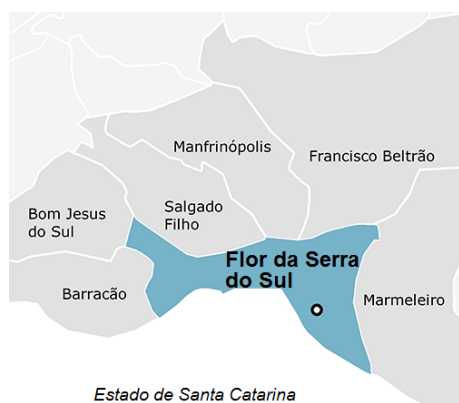 Manfrinópolis
Francisco Beltrão
Salgado
Filho
Bom Jesus
do Sul
Flor da Serra
do Sul
Barracão
Marmeleiro
Estado de Santa Catarina